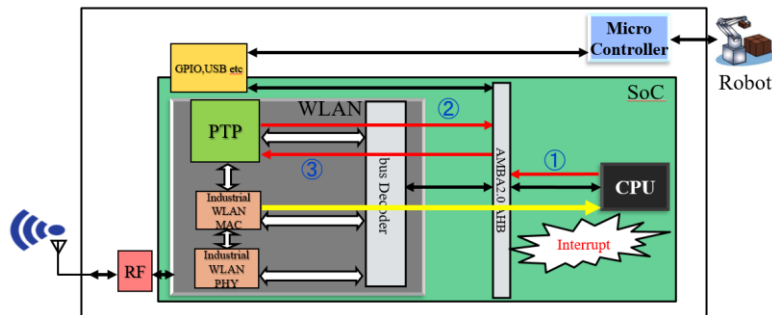 Micro
Controller
Robot
GPIO,USB etc
SoC
WLAN
PTP
②
①
③
bus Decoder
AMBA2.0 AHB
CPU
Industrial
WLAN
MAC
Interrupt
Industrial
WLAN
PHY
RF